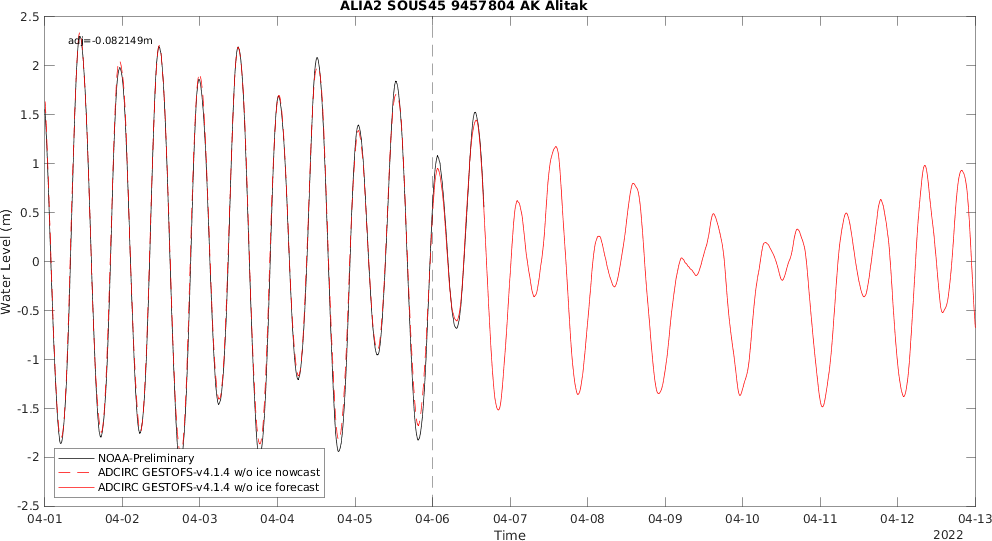 ALIA2 SOUS45 9457804 AK Alitak
adj=-0.082149m
2.5
2
1.5
1
0.5
0
-0.5
-1
-1.5
-2
-2.5
Water Level (m)
NOAA-Preliminary
ADCIRC GESTOFS-v4.1.4 w/o ice nowcast
ADCIRC GESTOFS-v4.1.4 w/o ice forecast
04-01 04-02 04-03 04-04 04-05 04-06 04-07 04-08 04-09 04-10 04-11 04-12 04-13
Time
2022